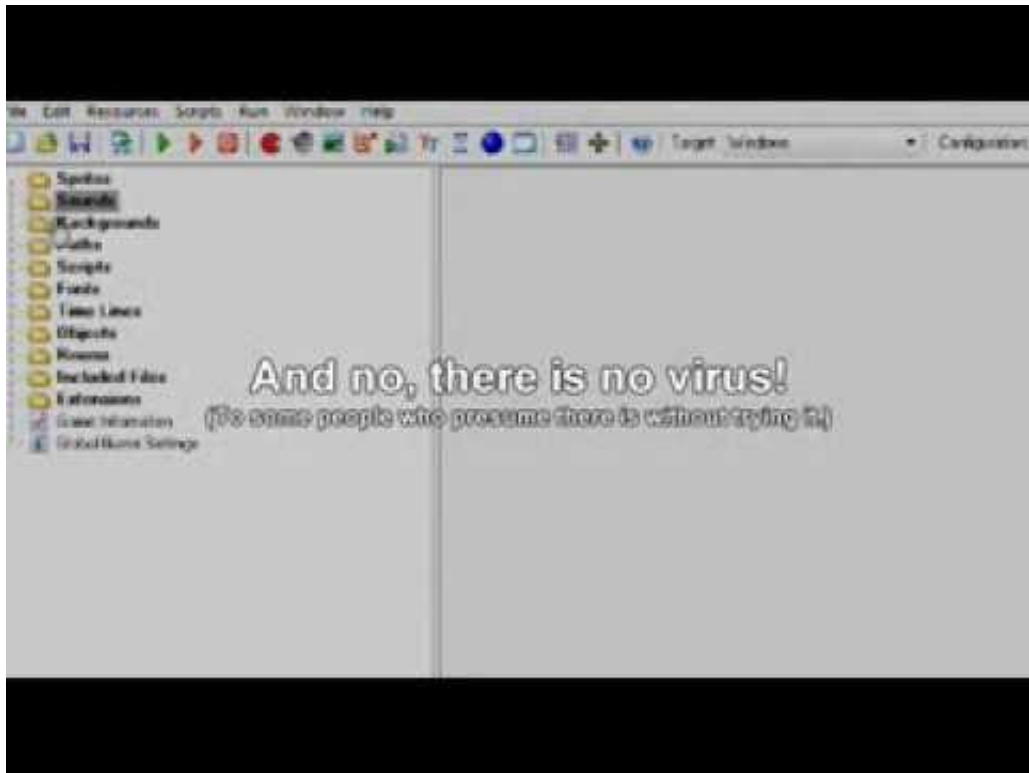 File Edit Resources Scripts Run Window Help
Target: Windows Configuration:
Sprites
Sounds
Backgrounds
Paths
Scripts
Fonts
Time Lines
Objects
Rooms
Included Files
Extensions
Game Information
Global Game Settings
And no, there is no virus!
(To some people who presume there is without trying it.)